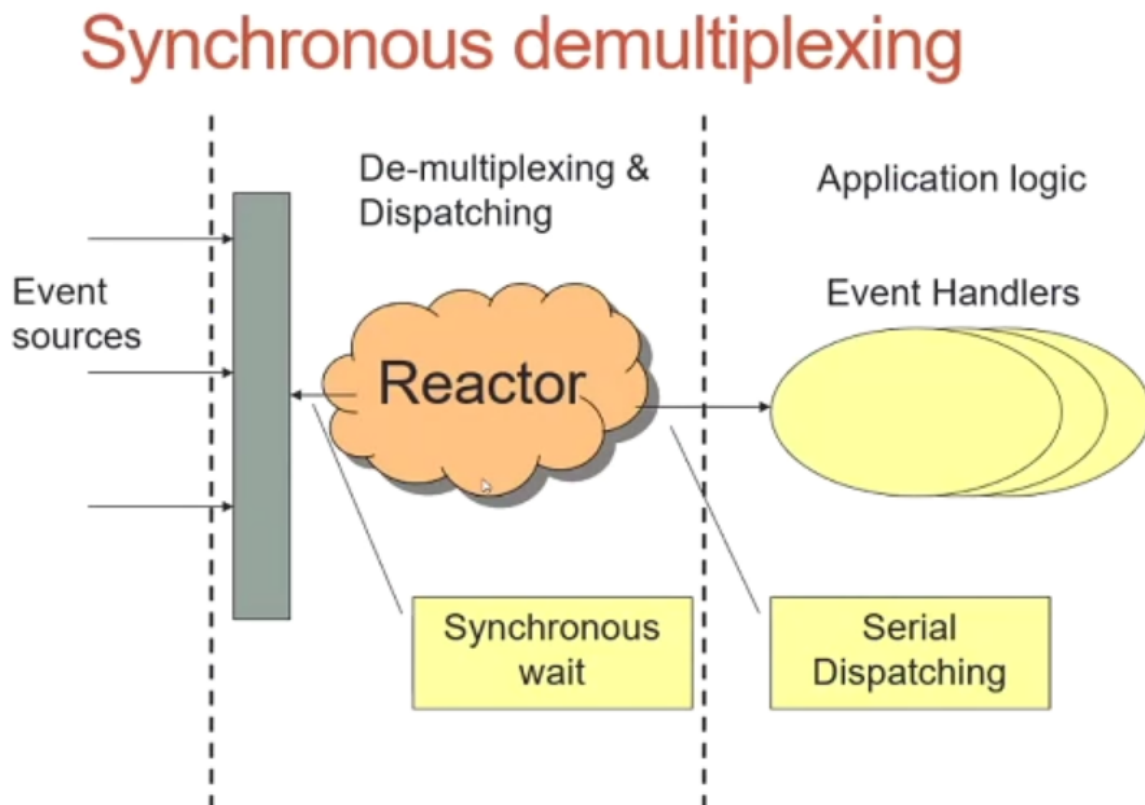 Synchronous demultiplexing
De-multiplexing &
Dispatching
Application logic
Event
sources
Event Handlers
Reactor
Synchronous
wait
Serial
Dispatching